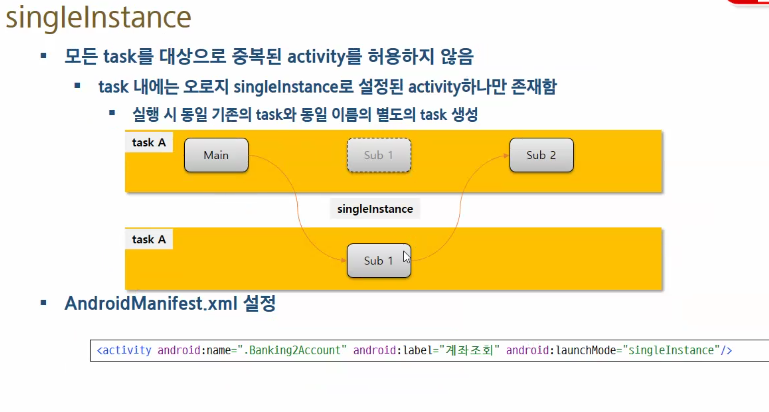 singleInstance
모든 task를 대상으로 중복된 activity를 허용하지 않음
task 내에는 오로지 singleInstance로 설정된 activity하나만 존재함
실행 시 동일 기존의 task와 동일 이름의 별도의 task 생성
task A
Main
Sub 1
Sub 2
singleInstance
task A
Sub 1
AndroidManifest.xml 설정
<activity android:name=".Banking2Account" android:label="계좌조회" android:launchMode="singleInstance"/>